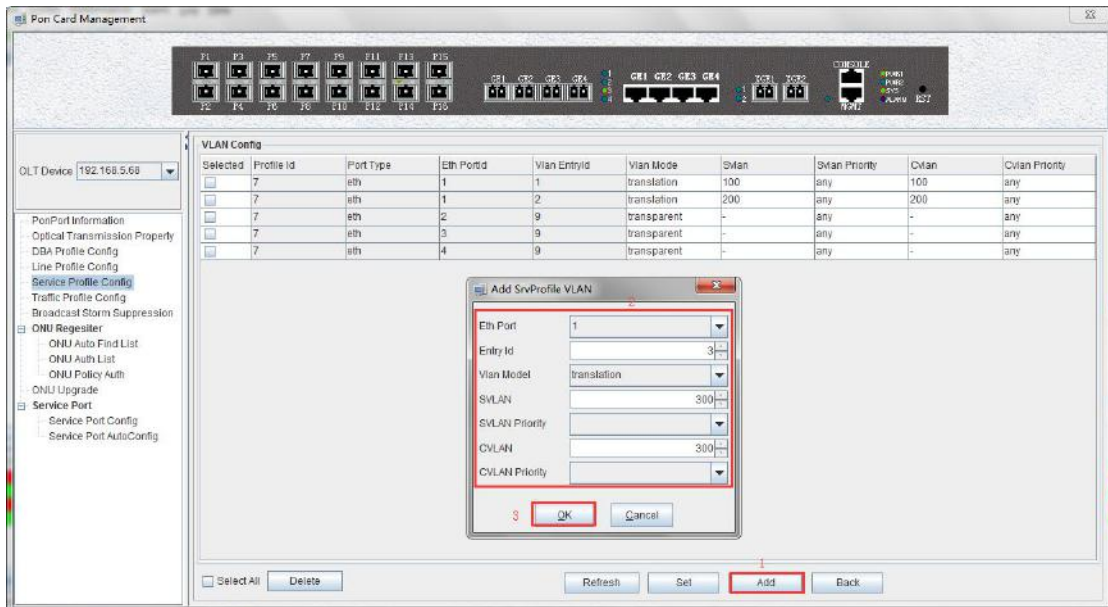 Pon Card Management
P1 P3 P5 P7 P9 P11 P13 P15
GE1 GE2 GE3 GE4 GE1 GE2 GE3 GE4 XGE1 XGE2 CONSOLE
P2 P4 P6 P8 P10 P12 P14 P16 MGMT RST
OLT Device 192.168.5.68
PonPort Information
Optical Transmission Property
DBA Profile Config
Line Profile Config
Service Profile Config
Traffic Profile Config
Broadcast Storm Suppression
ONU Regesiter
ONU Auto Find List
ONU Auth List
ONU Policy Auth
ONU Upgrade
Service Port
Service Port Config
Service Port AutoConfig
VLAN Config
Selected Profile Id Port Type Eth PortId Vlan EntryId Vlan Mode Svlan Svlan Priority Cvlan Cvlan Priority
7 eth 1 1 translation 100 any 100 any
7 eth 1 2 translation 200 any 200 any
7 eth 2 9 transparent - any - any
7 eth 3 9 transparent - any - any
7 eth 4 9 transparent - any - any
Add SrvProfile VLAN
2
Eth Port 1
Entry Id 3
Vlan Model translation
SVLAN 300
SVLAN Priority
CVLAN 300
CVLAN Priority
3 OK Cancel
1
Select All Delete Refresh Set Add Back